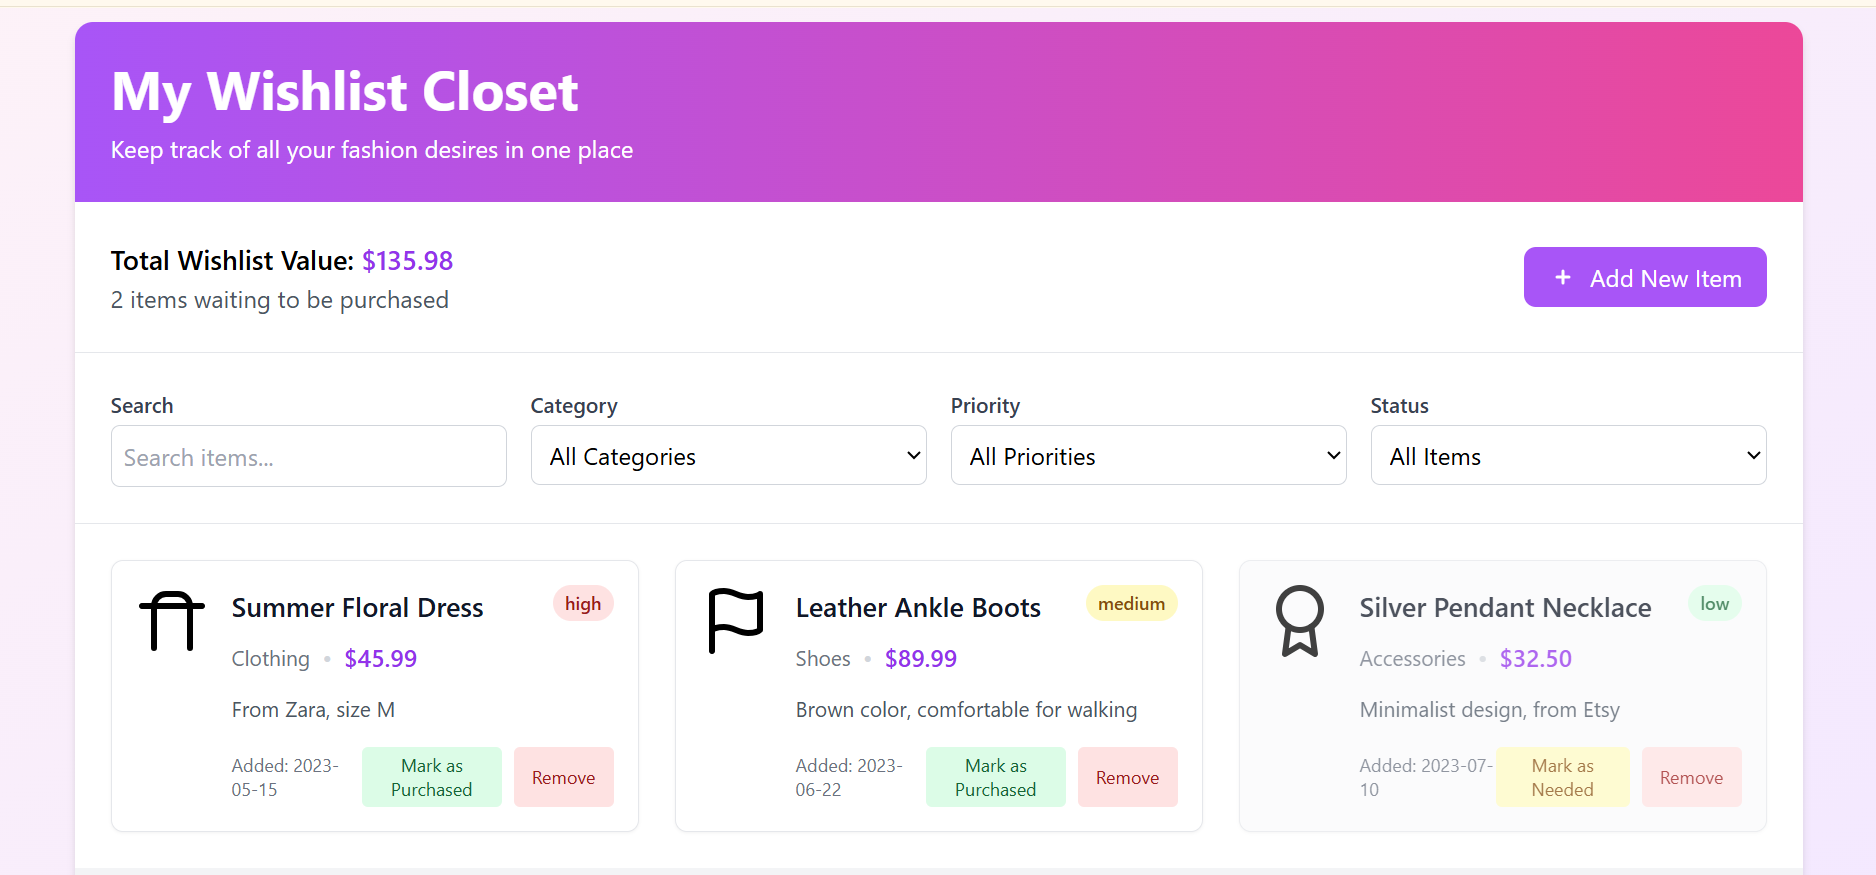 My Wishlist Closet
Keep track of all your fashion desires in one place
Total Wishlist Value: $135.98
2 items waiting to be purchased
+ Add New Item
Search
Search items...
Category
All Categories
Priority
All Priorities
Status
All Items
Summer Floral Dress
high
Clothing • $45.99
From Zara, size M
Added: 2023-
05-15
Mark as
Purchased
Remove
Leather Ankle Boots
medium
Shoes • $89.99
Brown color, comfortable for walking
Added: 2023-
06-22
Mark as
Purchased
Remove
Silver Pendant Necklace
low
Accessories • $32.50
Minimalist design, from Etsy
Added: 2023-07-
10
Mark as
Needed
Remove